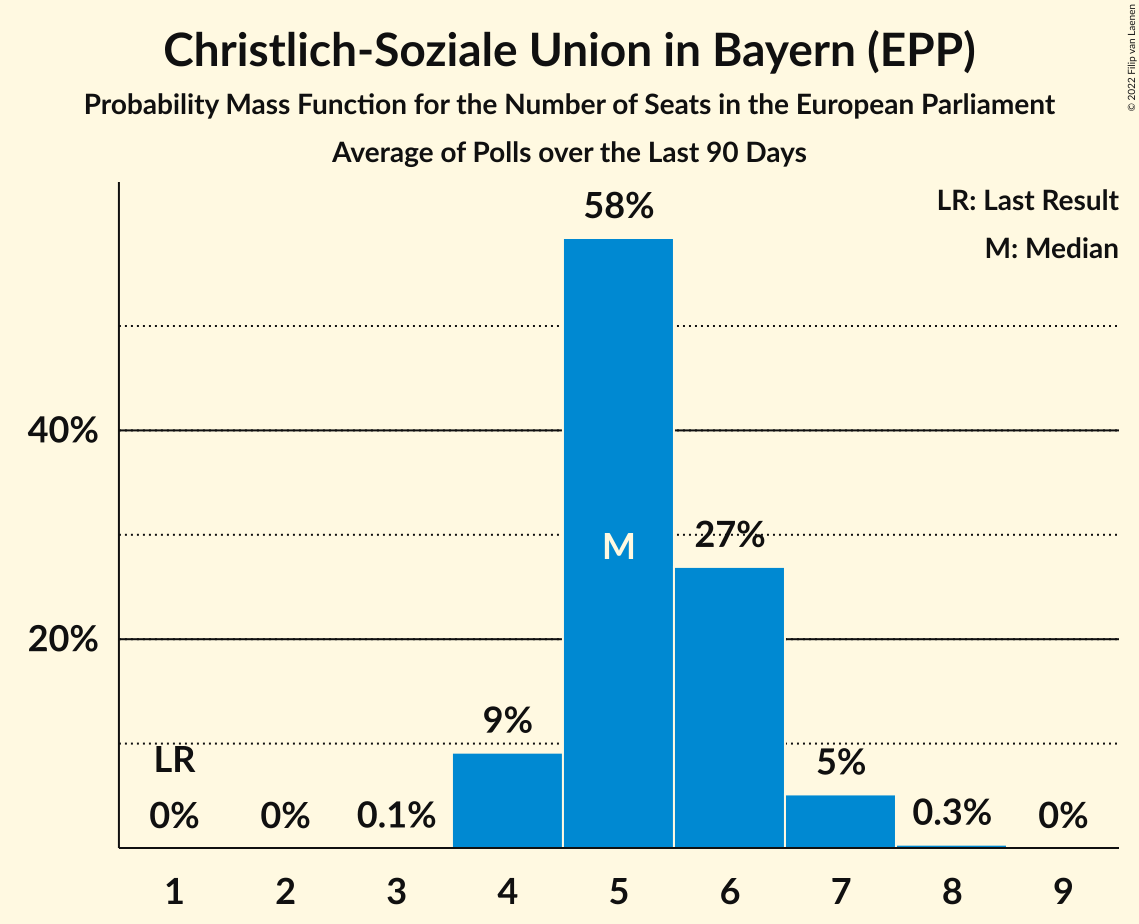 Christlich-Soziale Union in Bayern (EPP)
Probability Mass Function for the Number of Seats in the European Parliament
Average of Polls over the Last 90 Days
© 2022 Filip van Laenen
LR: Last Result
M: Median
58%
40%
M
27%
20%
9%
LR
5%
0% 0% 0.1% 0.3% 0%
1 2 3 4 5 6 7 8 9